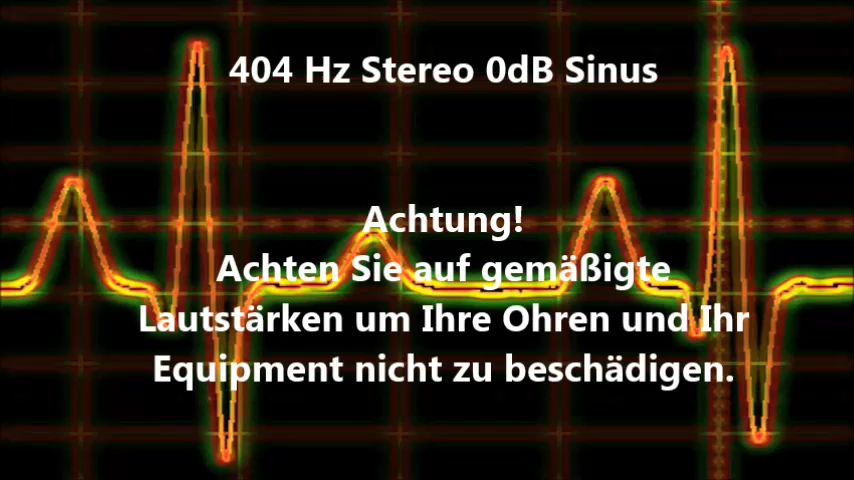 404 Hz Stereo 0dB Sinus
Achtung!
Achten Sie auf gemäßigte
Lautstärken um Ihre Ohren und Ihr
Equipment nicht zu beschädigen.